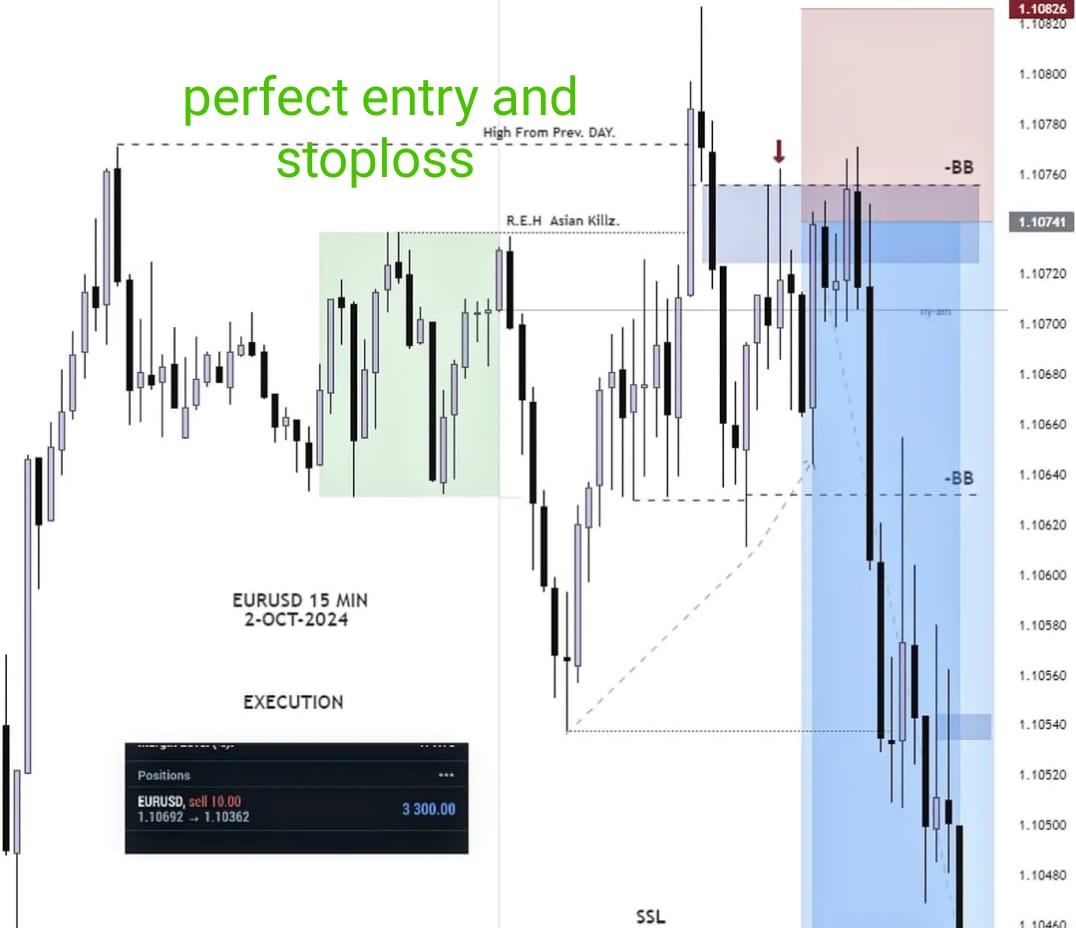 1.10826
1.10820
perfect entry and
stoploss
High From Prev. DAY.
R.E.H Asian Killz.
-BB
-BB
1.10800
1.10780
1.10760
1.10741
1.10720
1.10700
1.10680
1.10660
1.10640
1.10620
1.10600
1.10580
1.10560
1.10540
1.10520
1.10500
1.10480
1.10460
ny-am
EURUSD 15 MIN
2-OCT-2024
EXECUTION
Positions
EURUSD, sell 10.00
1.10692 → 1.10362
3 300.00
SSL